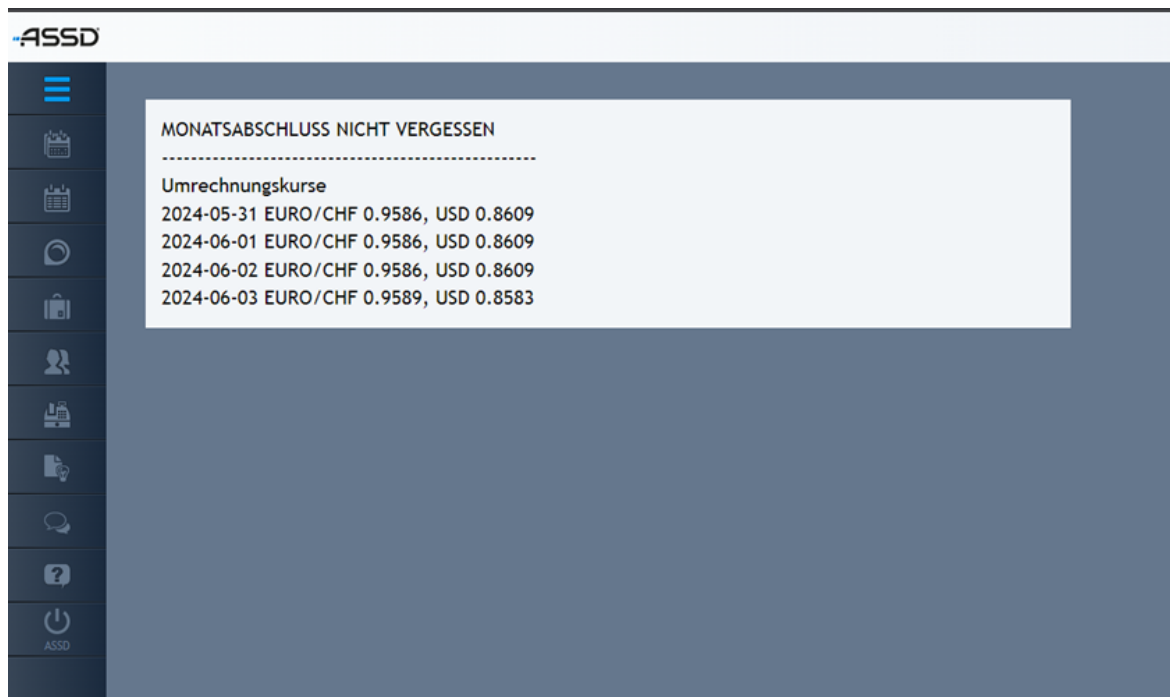 ASSD
MONATSABSCHLUSS NICHT VERGESSEN
----------------------------------------------------
Umrechnungskurse
2024-05-31 EURO/CHF 0.9586, USD 0.8609
2024-06-01 EURO/CHF 0.9586, USD 0.8609
2024-06-02 EURO/CHF 0.9586, USD 0.8609
2024-06-03 EURO/CHF 0.9589, USD 0.8583
?
ASSD